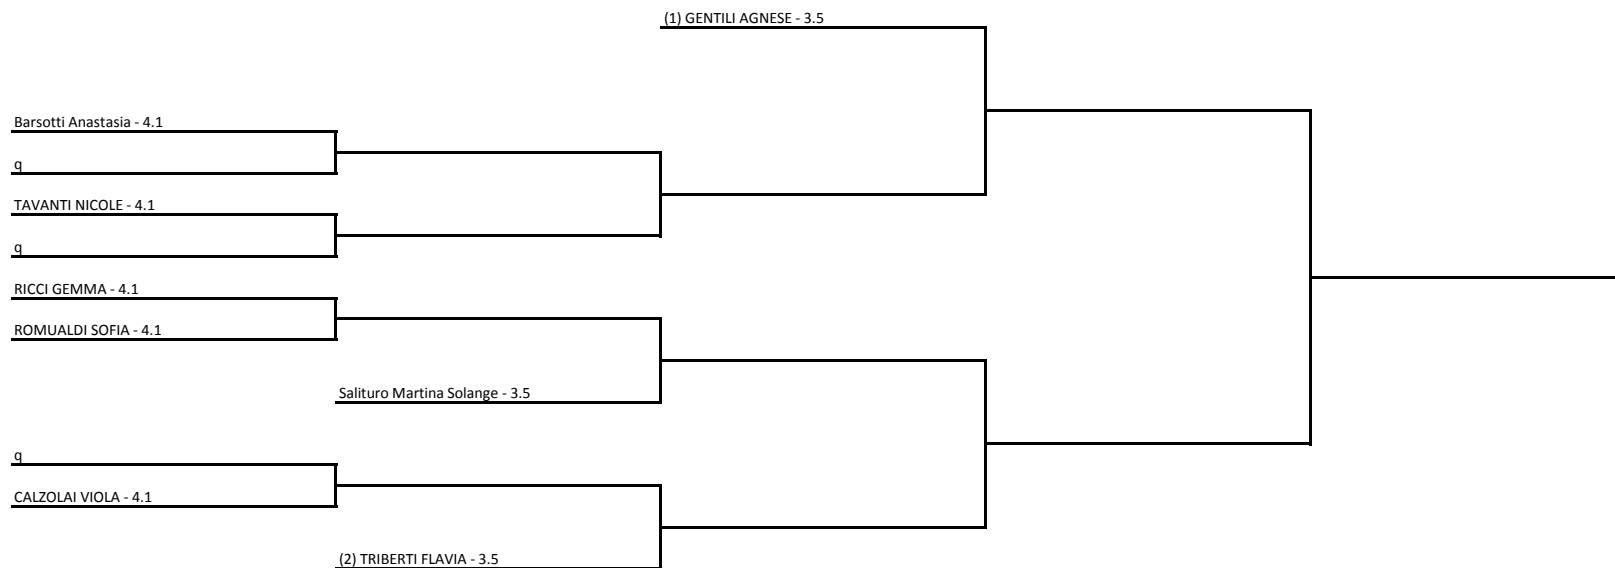 (1) GENTILI AGNESE - 3.5
Barsotti Anastasia - 4.1
q
TAVANTI NICOLE - 4.1
q
RICCI GEMMA - 4.1
ROMUALDI SOFIA - 4.1
Salituro Martina Solange - 3.5
q
CALZOLAI VIOLA - 4.1
(2) TRIBERTI FLAVIA - 3.5